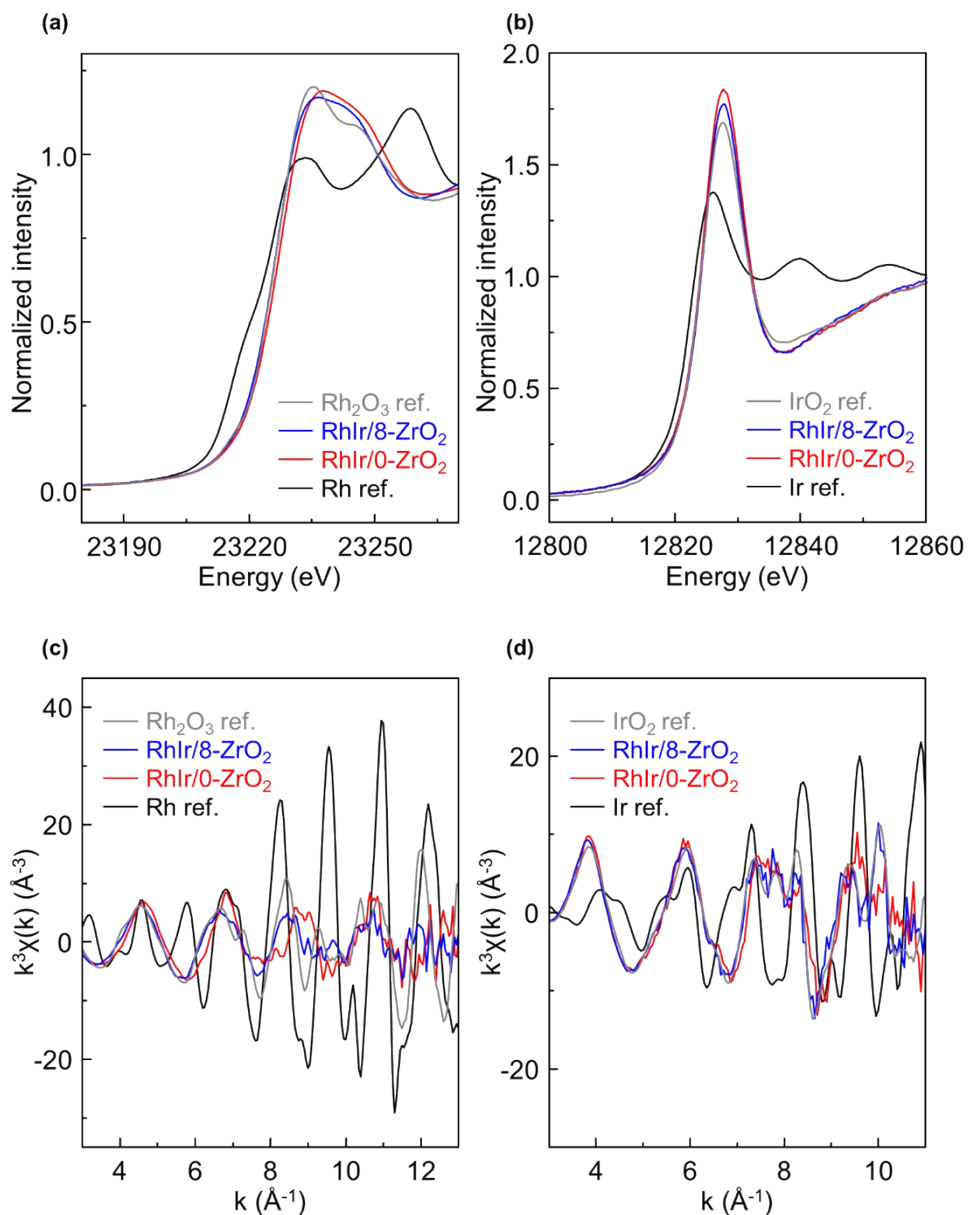 (a)
Normalized intensity
1.0
0.5
0.0
Rh₂O₃ ref.
RhIr/8-ZrO₂
RhIr/0-ZrO₂
Rh ref.
23190 23220 23250
Energy (eV)
(b)
Normalized intensity
2.0
1.5
1.0
0.5
0.0
IrO₂ ref.
RhIr/8-ZrO₂
RhIr/0-ZrO₂
Ir ref.
12800 12820 12840 12860
Energy (eV)
(c)
k³χ(k) (Å⁻³)
40
20
0
-20
Rh₂O₃ ref.
RhIr/8-ZrO₂
RhIr/0-ZrO₂
Rh ref.
4 6 8 10 12
k (Å⁻¹)
(d)
k³χ(k) (Å⁻³)
20
0
-20
IrO₂ ref.
RhIr/8-ZrO₂
RhIr/0-ZrO₂
Ir ref.
4 6 8 10
k (Å⁻¹)